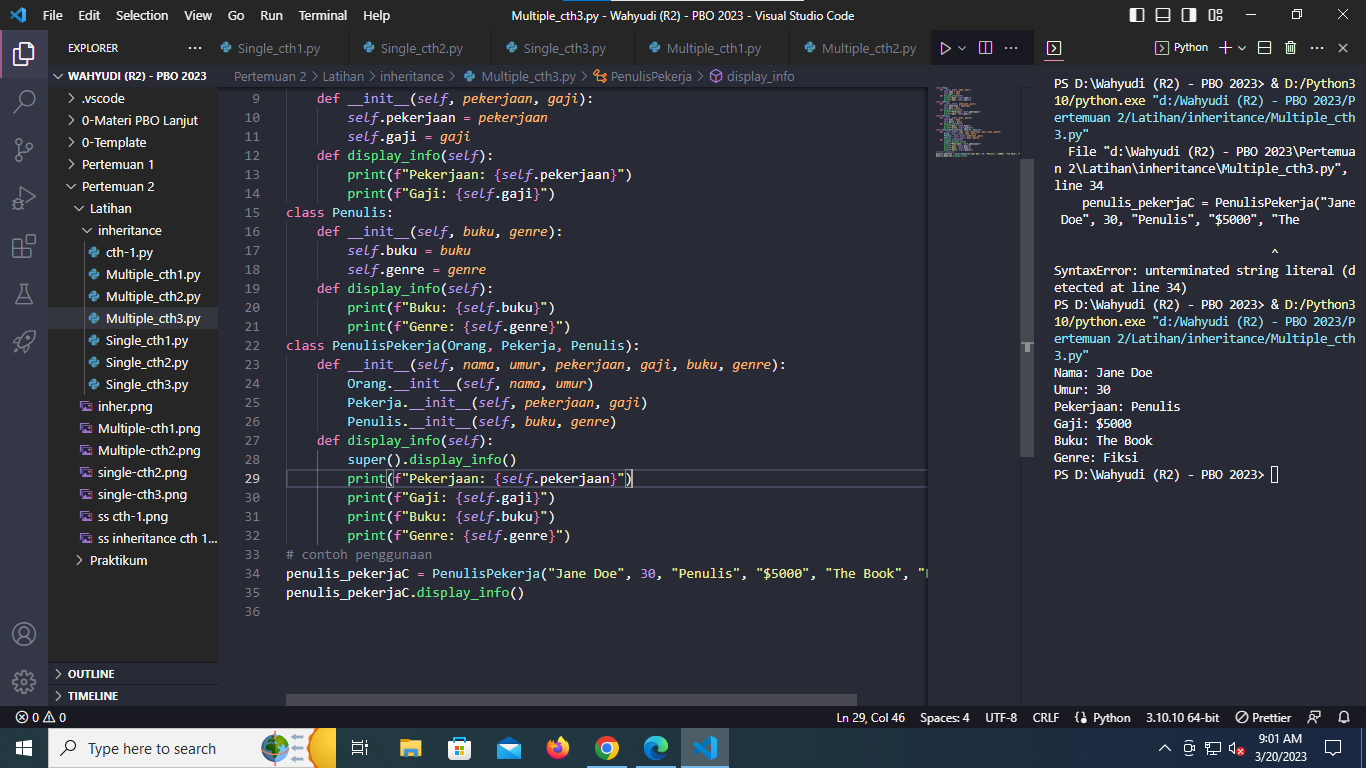 File Edit Selection View Go Run Terminal Help
Multiple_cth3.py - Wahyudi (R2) - PBO 2023 - Visual Studio Code
EXPLORER ...
WAHYUDI (R2) - PBO 2023
.vscode
0-Materi PBO Lanjut
0-Template
Pertemuan 1
Pertemuan 2
Latihan
inheritance
cth-1.py
Multiple_cth1.py
Multiple_cth2.py
Multiple_cth3.py
Single_cth1.py
Single_cth2.py
Single_cth3.py
inher.png
Multiple-cth1.png
Multiple-cth2.png
single-cth2.png
single-cth3.png
ss cth-1.png
ss inheritance cth 1...
Praktikum
OUTLINE
TIMELINE
Single_cth1.py Single_cth2.py Single_cth3.py Multiple_cth1.py Multiple_cth2.py
Pertemuan 2 > Latihan > inheritance > Multiple_cth3.py > PenulisPekerja > display_info
9 def __init__(self, pekerjaan, gaji):
10 self.pekerjaan = pekerjaan
11 self.gaji = gaji
12 def display_info(self):
13 print(f"Pekerjaan: {self.pekerjaan}")
14 print(f"Gaji: {self.gaji}")
15 class Penulis:
16 def __init__(self, buku, genre):
17 self.buku = buku
18 self.genre = genre
19 def display_info(self):
20 print(f"Buku: {self.buku}")
21 print(f"Genre: {self.genre}")
22 class PenulisPekerja(Orang, Pekerja, Penulis):
23 def __init__(self, nama, umur, pekerjaan, gaji, buku, genre):
24 Orang.__init__(self, nama, umur)
25 Pekerja.__init__(self, pekerjaan, gaji)
26 Penulis.__init__(self, buku, genre)
27 def display_info(self):
28 super().display_info()
29 print(f"Pekerjaan: {self.pekerjaan}")
30 print(f"Gaji: {self.gaji}")
31 print(f"Buku: {self.buku}")
32 print(f"Genre: {self.genre}")
33 # contoh penggunaan
34 penulis_pekerjaC = PenulisPekerja("Jane Doe", 30, "Penulis", "$5000", "The Book", "
35 penulis_pekerjaC.display_info()
36
Python
PS D:\Wahyudi (R2) - PBO 2023> & D:/Python3
10/python.exe "d:/Wahyudi (R2) - PBO 2023/P
ertemuan 2/Latihan/inheritance/Multiple_cth
3.py"
File "d:\Wahyudi (R2) - PBO 2023\Pertemua
n 2\Latihan\inheritance\Multiple_cth3.py",
line 34
penulis_pekerjaC = PenulisPekerja("Jane
Doe", 30, "Penulis", "$5000", "The
^
SyntaxError: unterminated string literal (d
etected at line 34)
PS D:\Wahyudi (R2) - PBO 2023> & D:/Python3
10/python.exe "d:/Wahyudi (R2) - PBO 2023/P
ertemuan 2/Latihan/inheritance/Multiple_cth
3.py"
Nama: Jane Doe
Umur: 30
Pekerjaan: Penulis
Gaji: $5000
Buku: The Book
Genre: Fiksi
PS D:\Wahyudi (R2) - PBO 2023>
0 0
Ln 29, Col 46 Spaces: 4 UTF-8 CRLF Python 3.10.10 64-bit Prettier
Type here to search
9:01 AM
3/20/2023